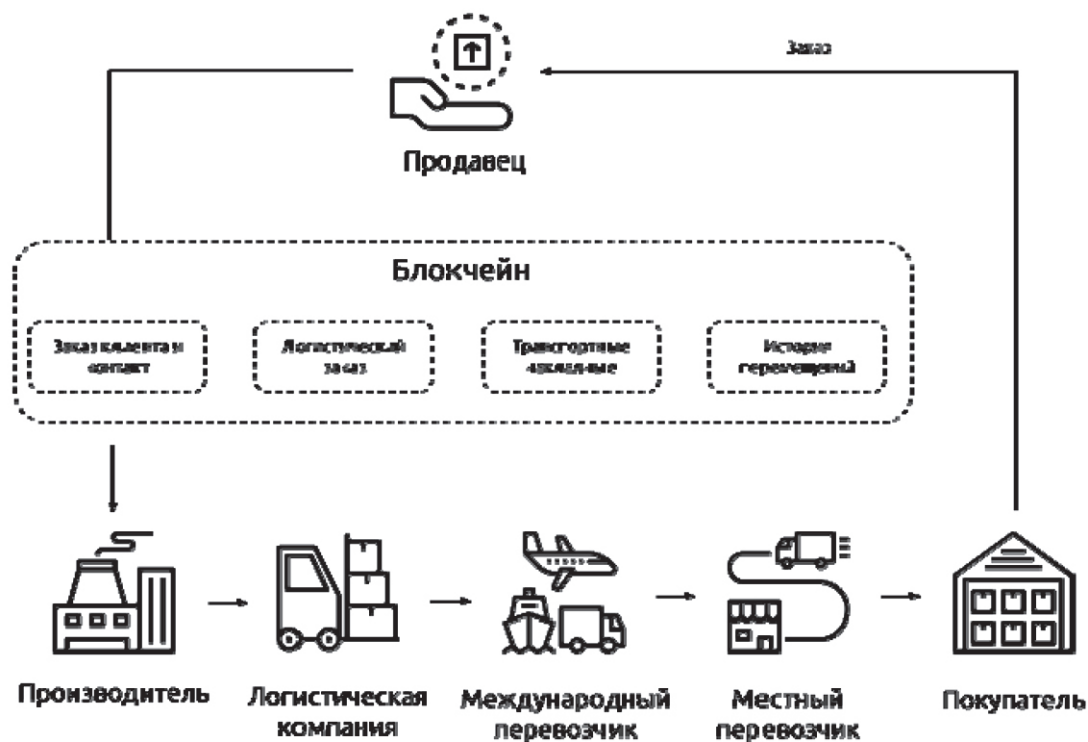 Заказ
Продавец
Блокчейн
Заказ клиента и
контакт
Логистический
заказ
Транспортные
накладные
История
перемещений
Производитель
Логистическая
компания
Международный
перевозчик
Местный
перевозчик
Покупатель